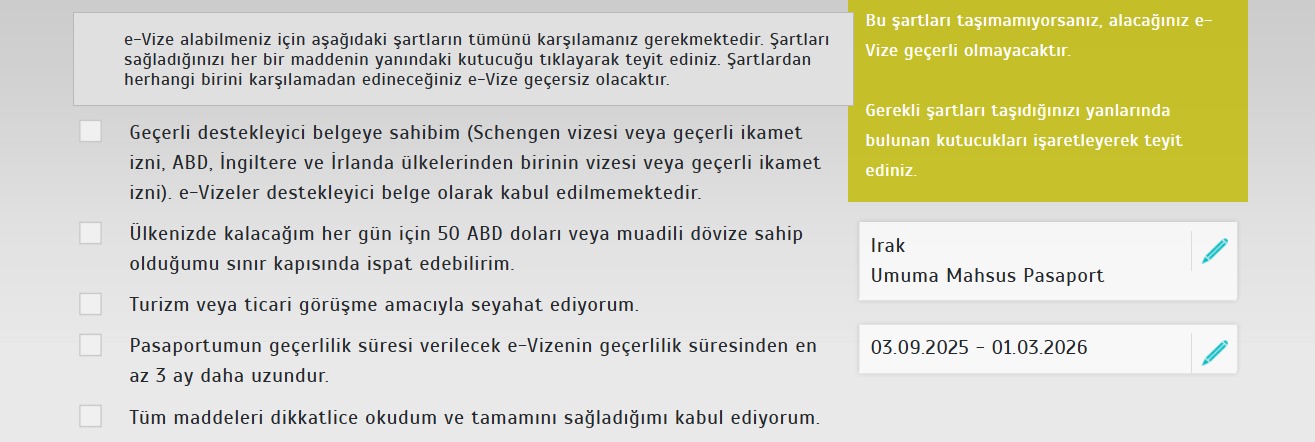 e-Vize alabilmeniz için aşağıdaki şartların tümünü karşılamanız gerekmektedir. Şartları
sağladığınızı her bir maddenin yanındaki kutucuğu tıklayarak teyit ediniz. Şartlardan
herhangi birini karşılamadan edineceğiniz e-Vize geçersiz olacaktır.
Geçerli destekleyici belgeye sahibim (Schengen vizesi veya geçerli ikamet
izni, ABD, İngiltere ve İrlanda ülkelerinden birinin vizesi veya geçerli ikamet
izni). e-Vizeler destekleyici belge olarak kabul edilmemektedir.
Ülkenizde kalacağım her gün için 50 ABD doları veya muadili dövize sahip
olduğumu sınır kapısında ispat edebilirim.
Turizm veya ticari görüşme amacıyla seyahat ediyorum.
Pasaportumun geçerlilik süresi verilecek e-Vizenin geçerlilik süresinden en
az 3 ay daha uzundur.
Tüm maddeleri dikkatlice okudum ve tamamını sağladığımı kabul ediyorum.
Bu şartları taşımamıyorsanız, alacağınız e-
Vize geçerli olmayacaktır.
Gerekli şartları taşıdığınızı yanlarında
bulunan kutucukları işaretleyerek teyit
ediniz.
Irak
Umuma Mahsus Pasaport
03.09.2025 - 01.03.2026